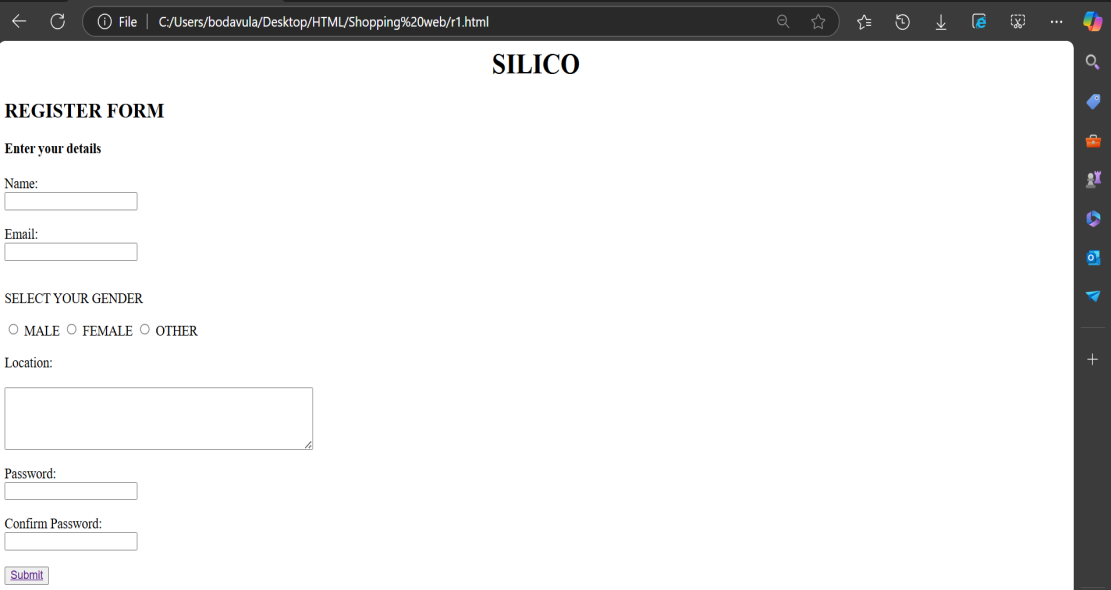 File C:/Users/bodavula/Desktop/HTML/Shopping%20web/r1.html
SILICO
REGISTER FORM
Enter your details
Name:
Email:
SELECT YOUR GENDER
MALE FEMALE OTHER
Location:
Password:
Confirm Password:
Submit